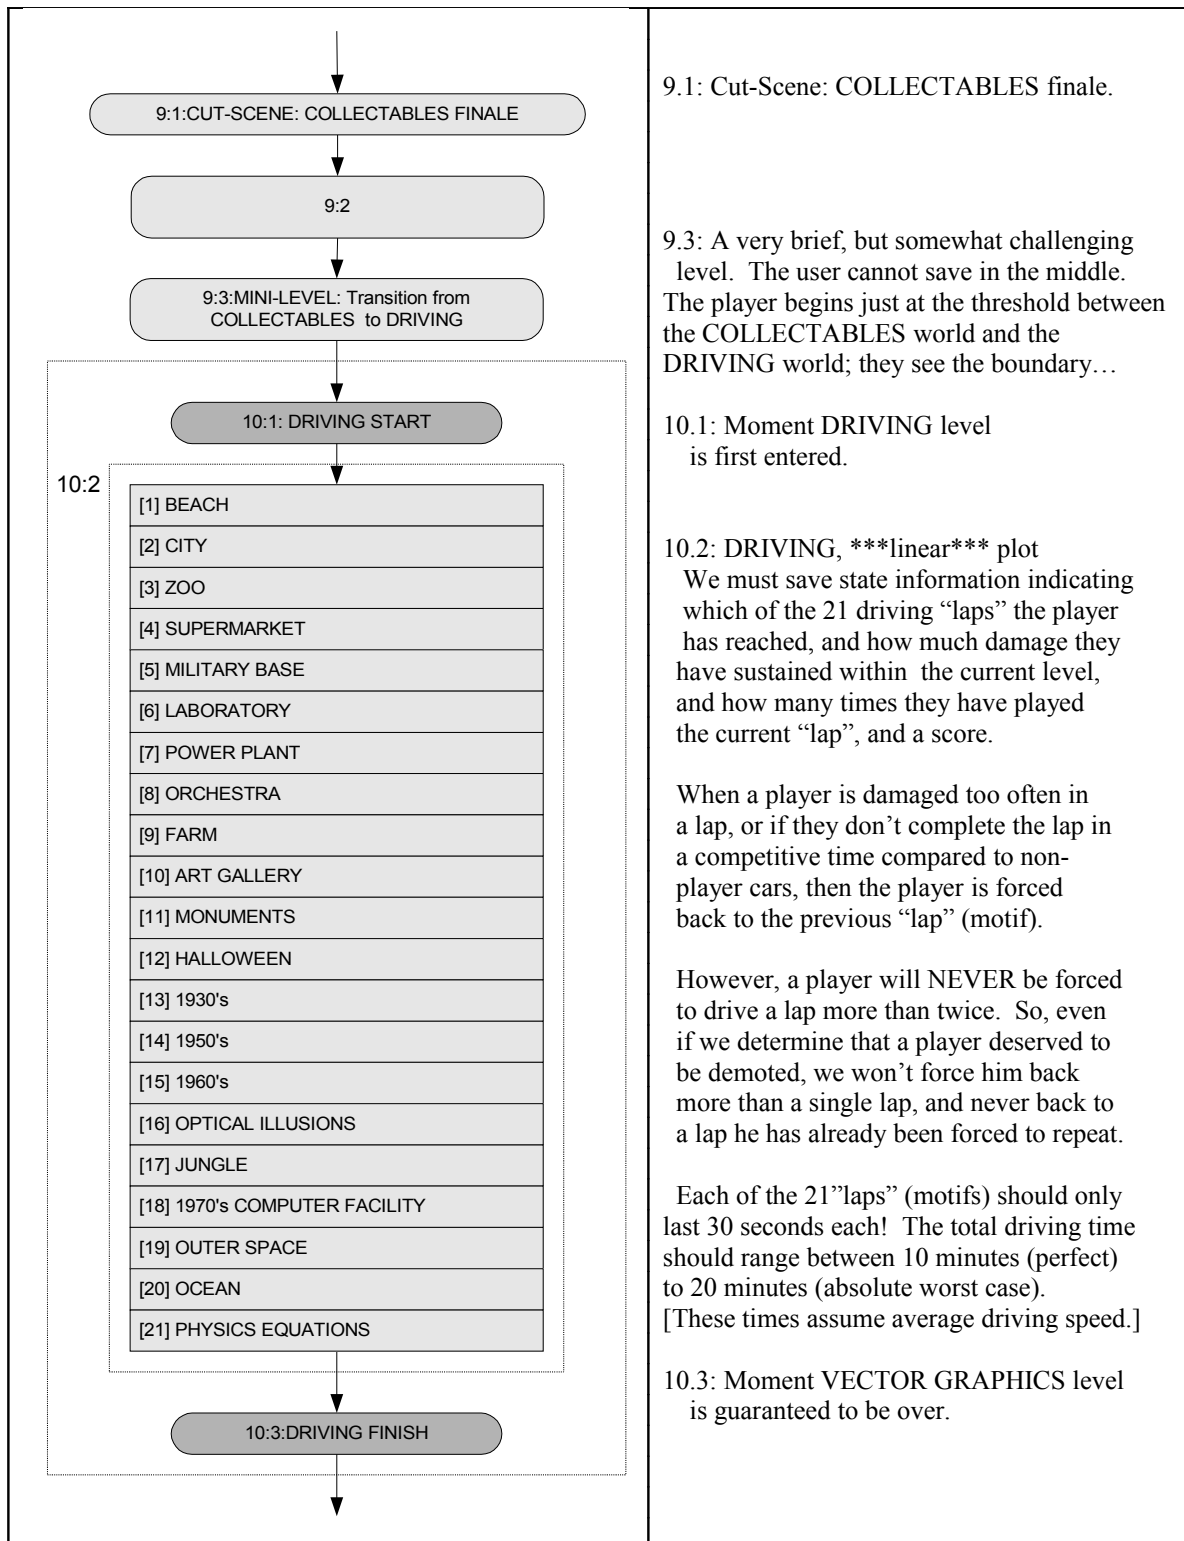 9:1:CUT-SCENE: COLLECTABLES FINALE
9:2
9:3:MINI-LEVEL: Transition from
COLLECTABLES to DRIVING
10:1: DRIVING START
10:2
[1] BEACH
[2] CITY
[3] ZOO
[4] SUPERMARKET
[5] MILITARY BASE
[6] LABORATORY
[7] POWER PLANT
[8] ORCHESTRA
[9] FARM
[10] ART GALLERY
[11] MONUMENTS
[12] HALLOWEEN
[13] 1930's
[14] 1950's
[15] 1960's
[16] OPTICAL ILLUSIONS
[17] JUNGLE
[18] 1970's COMPUTER FACILITY
[19] OUTER SPACE
[20] OCEAN
[21] PHYSICS EQUATIONS
10:3:DRIVING FINISH
9.1: Cut-Scene: COLLECTABLES finale.
9.3: A very brief, but somewhat challenging
level. The user cannot save in the middle.
The player begins just at the threshold between
the COLLECTABLES world and the
DRIVING world; they see the boundary…
10.1: Moment DRIVING level
is first entered.
10.2: DRIVING, ***linear*** plot
We must save state information indicating
which of the 21 driving “laps” the player
has reached, and how much damage they
have sustained within the current level,
and how many times they have played
the current “lap”, and a score.
When a player is damaged too often in
a lap, or if they don’t complete the lap in
a competitive time compared to non-
player cars, then the player is forced
back to the previous “lap” (motif).
However, a player will NEVER be forced
to drive a lap more than twice. So, even
if we determine that a player deserved to
be demoted, we won’t force him back
more than a single lap, and never back to
a lap he has already been forced to repeat.
Each of the 21”laps” (motifs) should only
last 30 seconds each! The total driving time
should range between 10 minutes (perfect)
to 20 minutes (absolute worst case).
[These times assume average driving speed.]
10.3: Moment VECTOR GRAPHICS level
is guaranteed to be over.